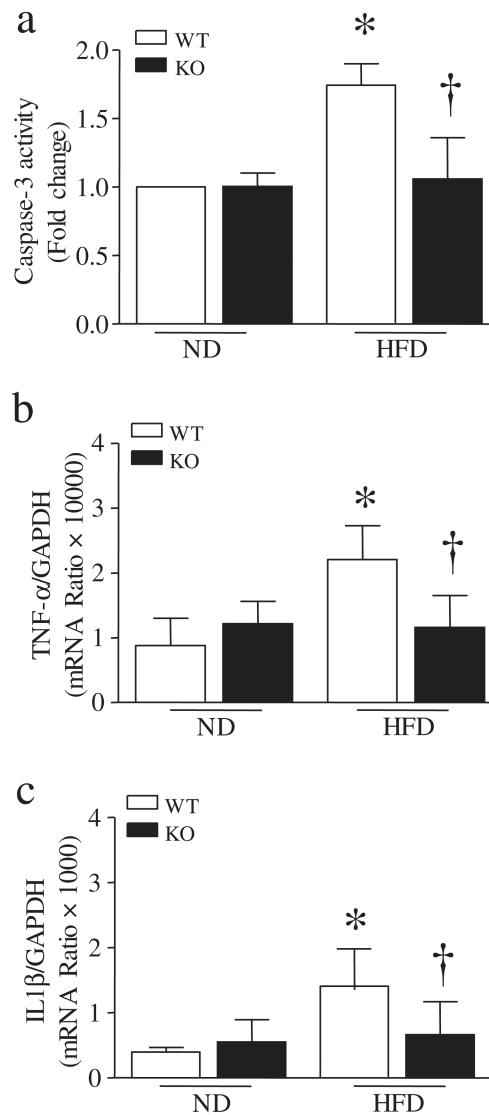 a
WT
KO
*
†
Caspase-3 activity
(Fold change)
2.0
1.5
1.0
0.5
0.0
ND
HFD
b
WT
KO
*
†
TNF-α/GAPDH
(mRNA Ratio × 10000)
4
3
2
1
0
ND
HFD
c
WT
KO
*
†
IL1β/GAPDH
(mRNA Ratio × 1000)
4
3
2
1
0
ND
HFD